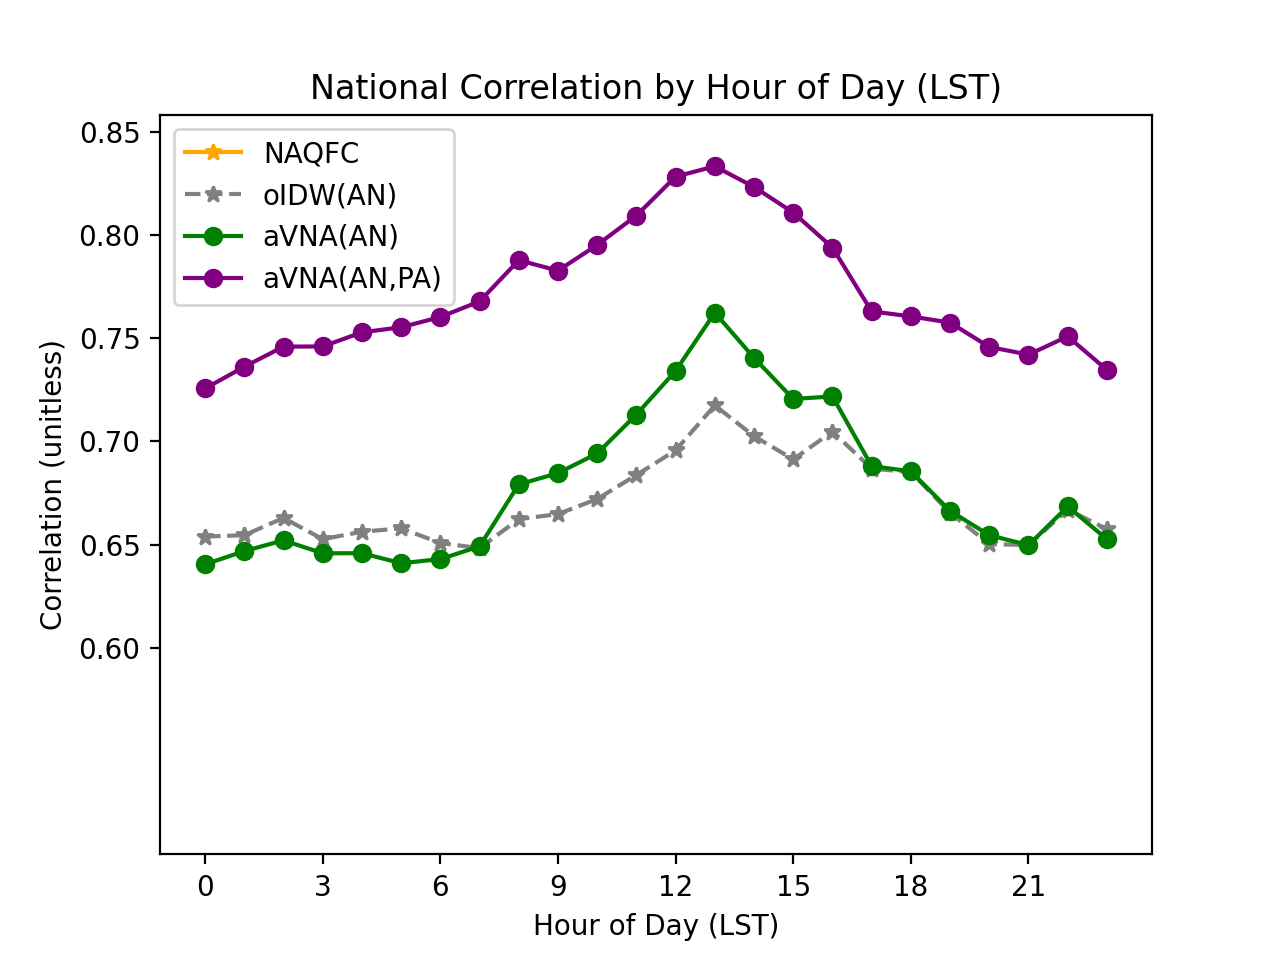 National Correlation by Hour of Day (LST)
0.85
0.80
0.75
0.70
0.65
0.60
Correlation (unitless)
NAQFC
oIDW(AN)
aVNA(AN)
aVNA(AN,PA)
0 3 6 9 12 15 18 21
Hour of Day (LST)